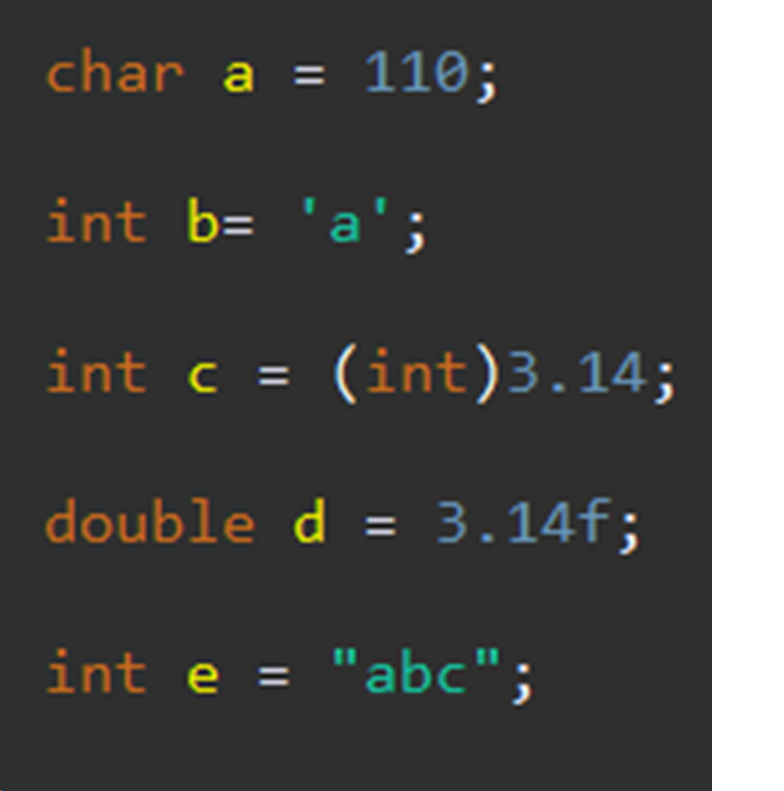 char a = 110;
int b= 'a';
int c = (int)3.14;
double d = 3.14f;
int e = "abc";